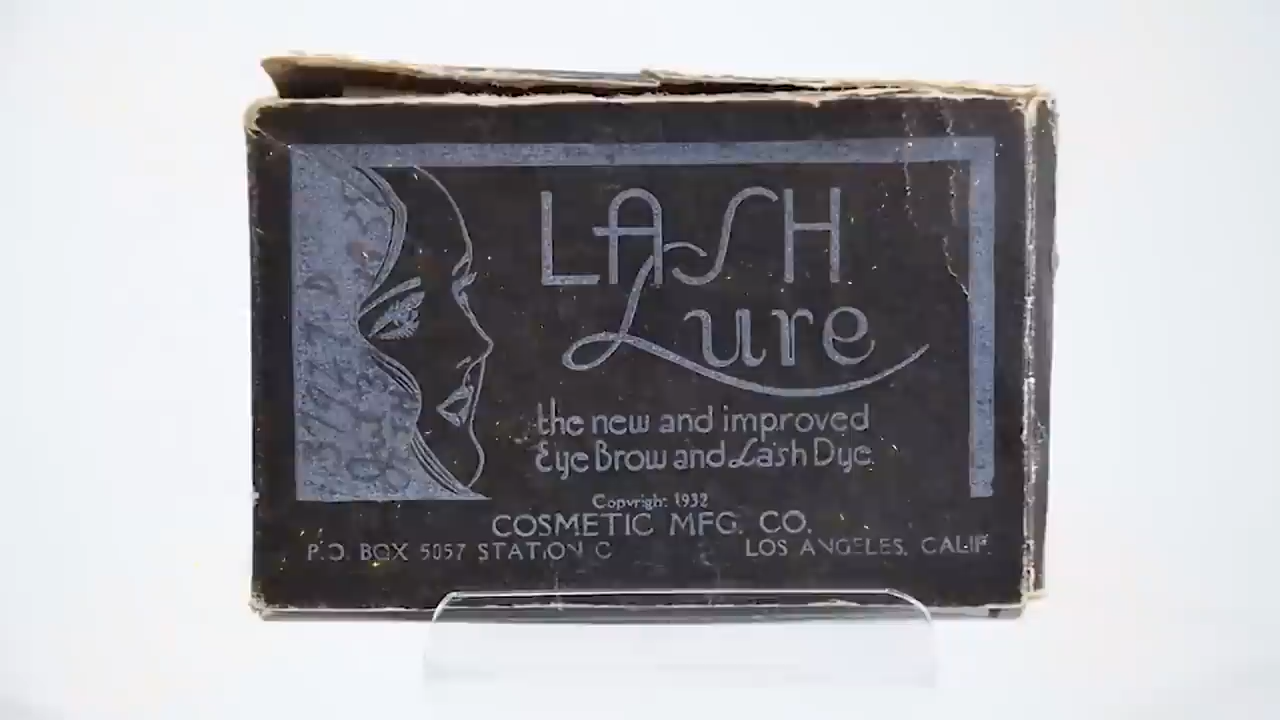 LASH
Lure
the new and improved
Eye Brow and Lash Dye
Copyright 1932
COSMETIC MFG. CO.
P.O. BOX 5057 STATION C
LOS ANGELES, CALIF.